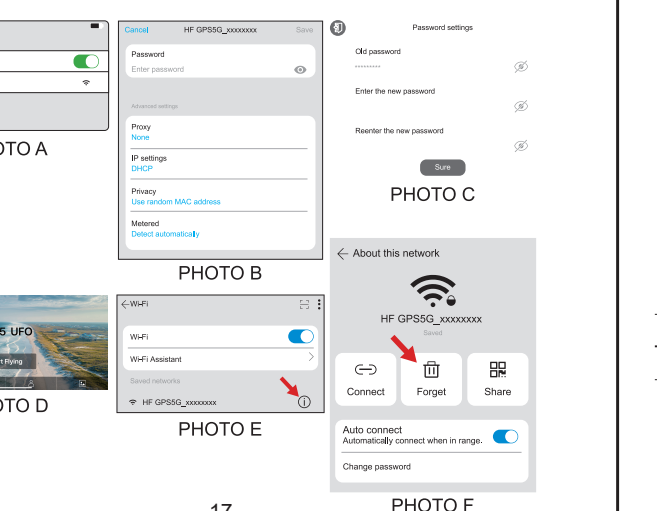 Cancel HF GPS5G_xxxxxxxx Save
Password
Enter password
Advanced settings
Proxy
None
IP settings
DHCP
Privacy
Use random MAC address
Metered
Detect automatically
PHOTO B
Password settings
Old password
*********
Enter the new password
Reenter the new password
Sure
PHOTO C
OTO A
5 UFO
t Flying
OTO D
Wi-Fi
Wi-Fi
Wi-Fi Assistant
Saved networks
HF GPS5G_xxxxxxxx
PHOTO E
About this network
HF GPS5G_xxxxxxxx
Saved
Connect Forget Share
Auto connect
Automatically connect when in range.
Change password
PHOTO F
17